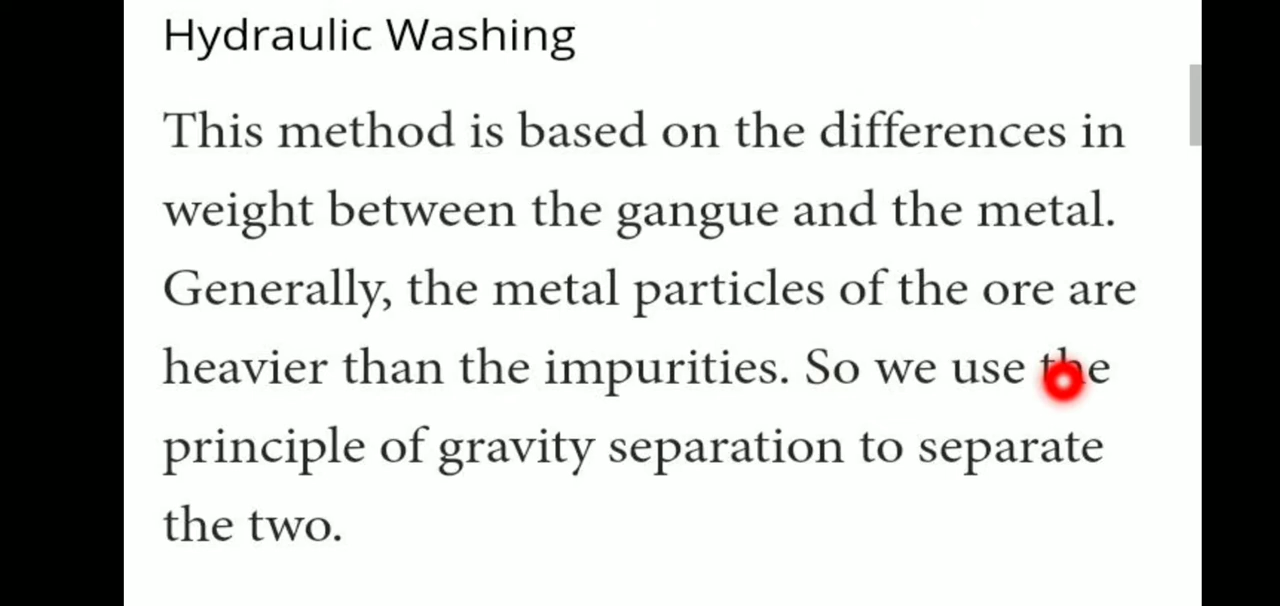 Hydraulic Washing
This method is based on the differences in
weight between the gangue and the metal.
Generally, the metal particles of the ore are
heavier than the impurities. So we use the
principle of gravity separation to separate
the two.